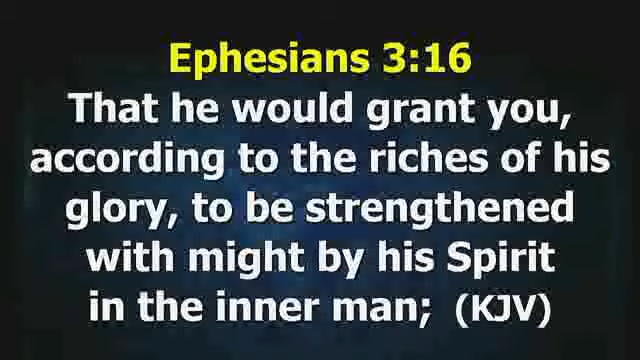 Ephesians 3:16
That he would grant you,
according to the riches of his
glory, to be strengthened
with might by his Spirit
in the inner man; (KJV)